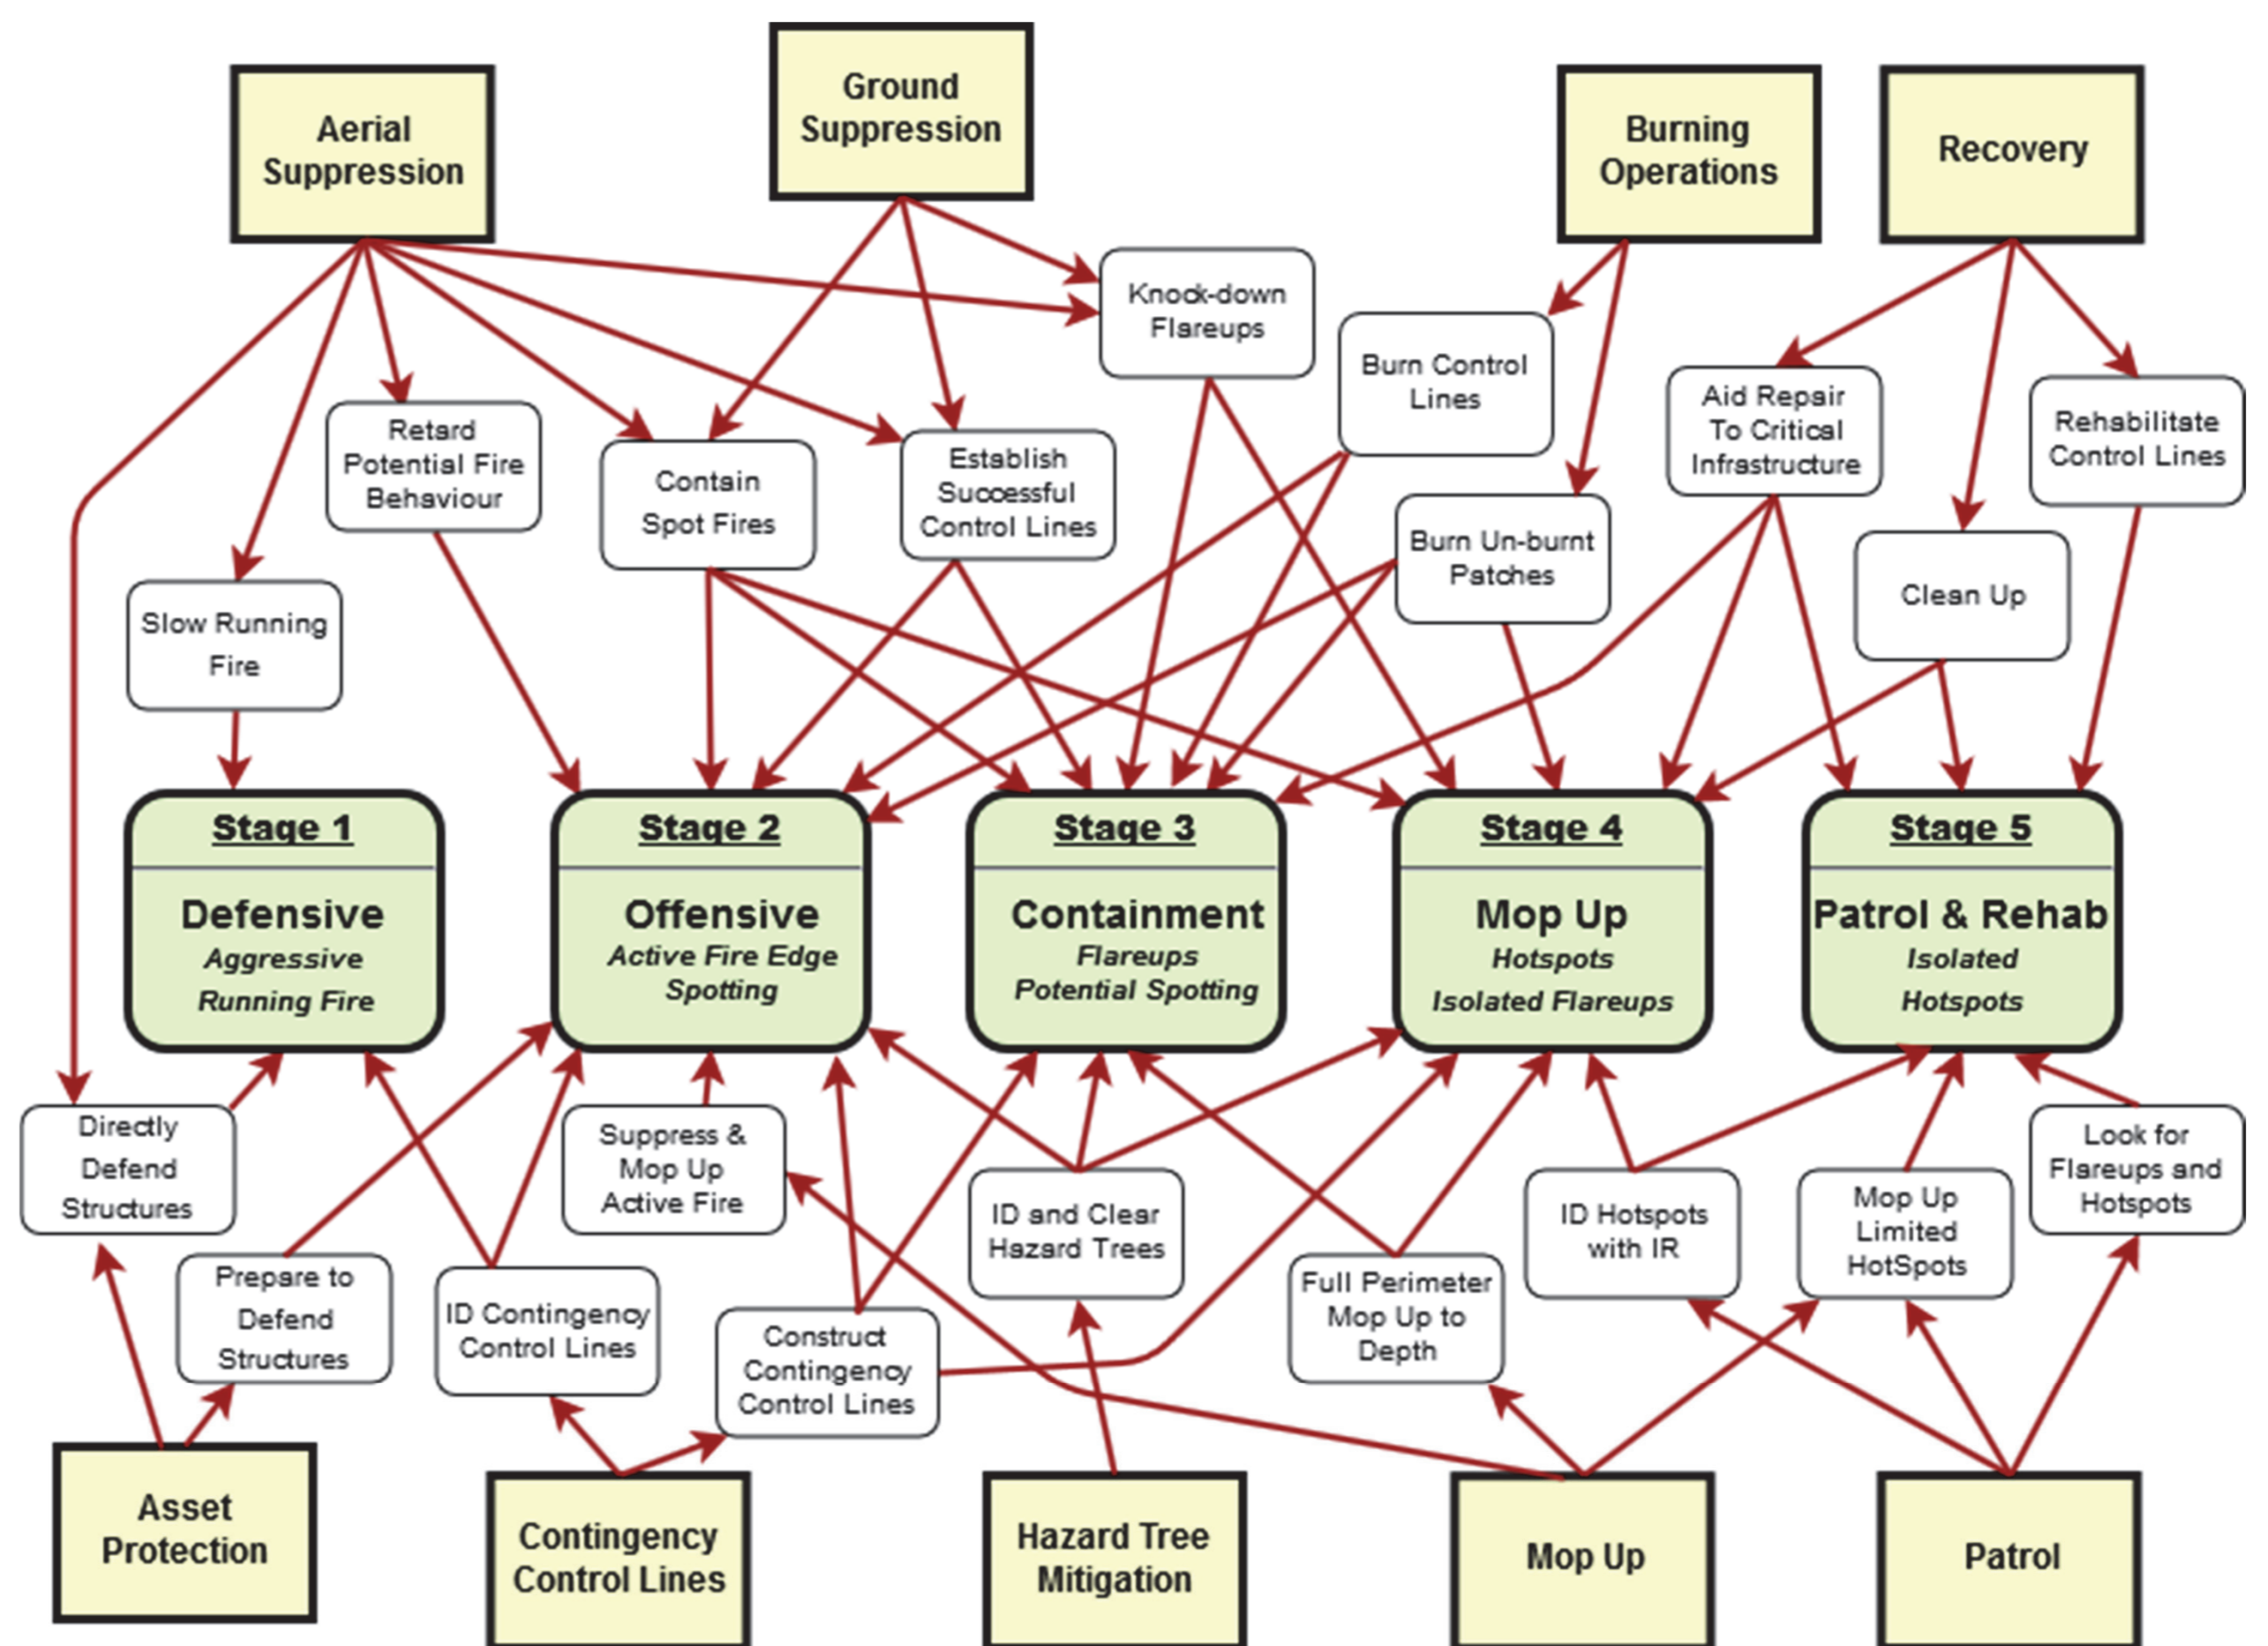 Ground
Suppression
Aerial
Suppression
Burning
Operations
Recovery
Knock-down
Flareups
Burn Control
Lines
Aid Repair
To Critical
Infrastructure
Rehabilitate
Control Lines
Retard
Potential Fire
Behaviour
Contain
Spot Fires
Establish
Successful
Control Lines
Burn Un-burnt
Patches
Clean Up
Slow Running
Fire
Stage 1
Defensive
Aggressive
Running Fire
Stage 2
Offensive
Active Fire Edge
Spotting
Stage 3
Containment
Flareups
Potential Spotting
Stage 4
Mop Up
Hotspots
Isolated Flareups
Stage 5
Patrol & Rehab
Isolated
Hotspots
Directly
Defend
Structures
Suppress &
Mop Up
Active Fire
ID and Clear
Hazard Trees
ID Hotspots
with IR
Mop Up
Limited
HotSpots
Look for
Flareups and
Hotspots
Prepare to
Defend
Structures
ID Contingency
Control Lines
Construct
Contingency
Control Lines
Full Perimeter
Mop Up to
Depth
Asset
Protection
Contingency
Control Lines
Hazard Tree
Mitigation
Mop Up
Patrol